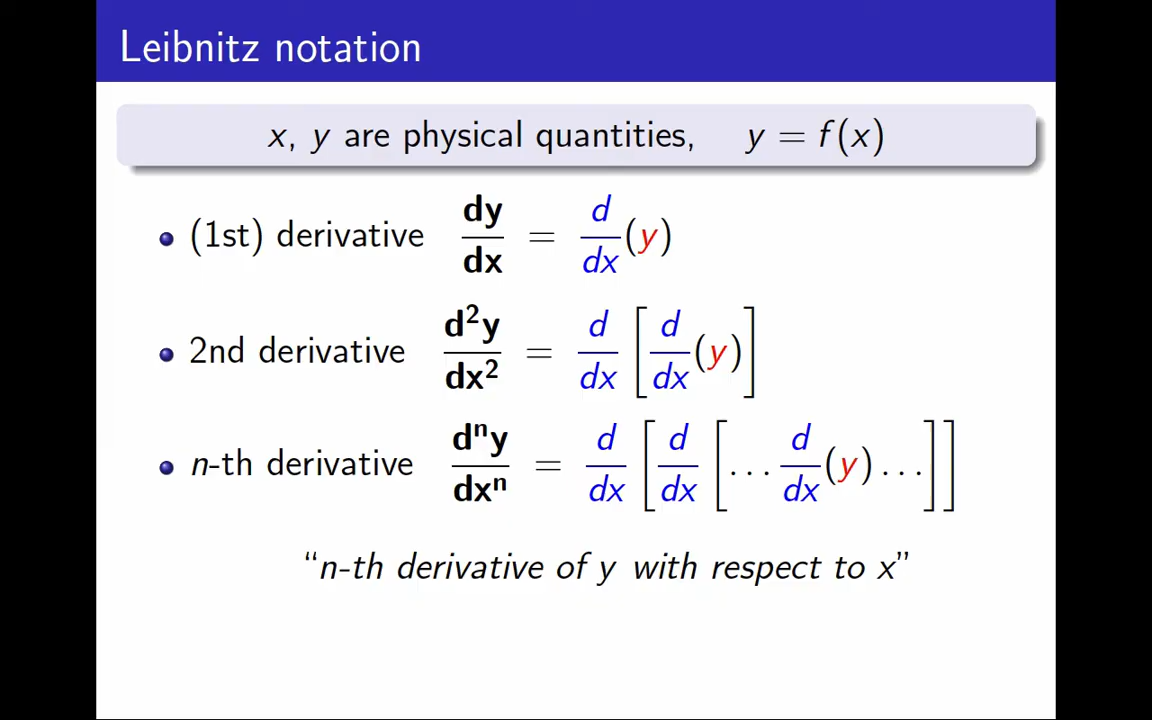 Leibnitz notation
x, y are physical quantities, y = f(x)
(1st) derivative dy/dx = d/dx (y)
2nd derivative d²y/dx² = d/dx [d/dx (y)]
n-th derivative dⁿy/dxⁿ = d/dx [d/dx [... d/dx (y) ...]]
“n-th derivative of y with respect to x”